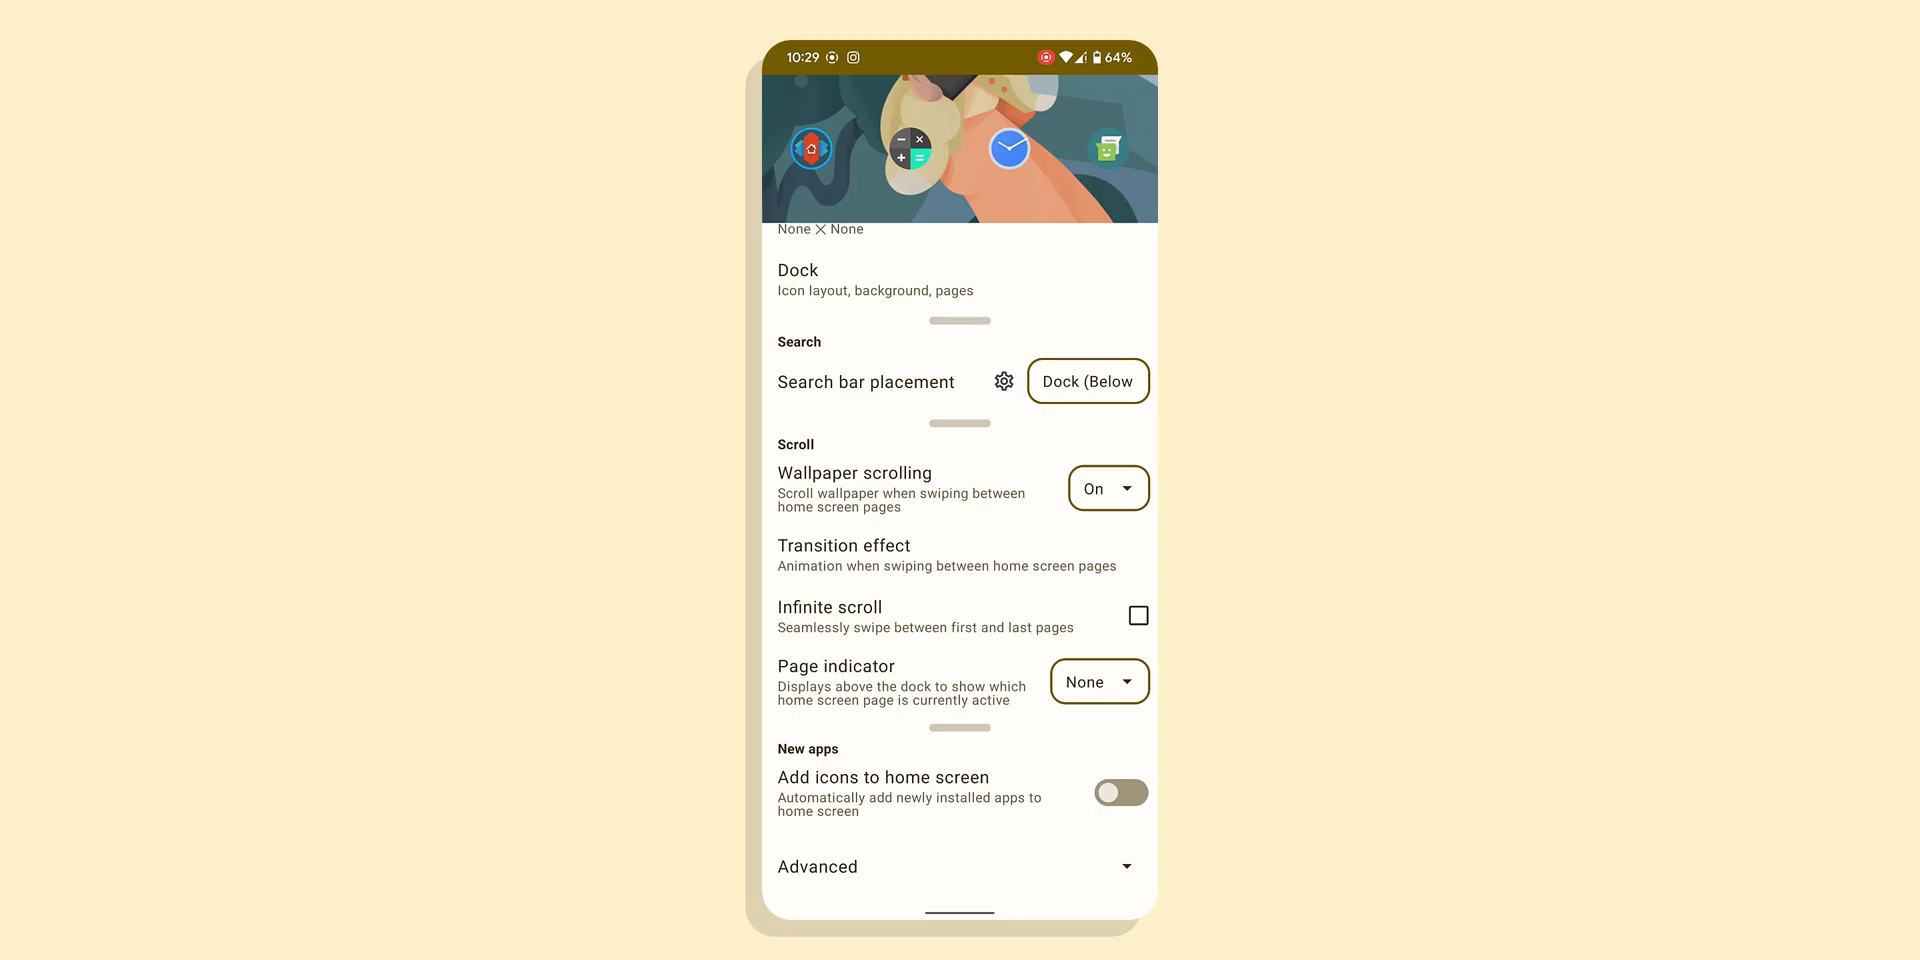 10:29 64%
None × None
Dock
Icon layout, background, pages
Search
Search bar placement Dock (Below
Scroll
Wallpaper scrolling
Scroll wallpaper when swiping between
home screen pages
On
Transition effect
Animation when swiping between home screen pages
Infinite scroll
Seamlessly swipe between first and last pages
Page indicator
Displays above the dock to show which
home screen page is currently active
None
New apps
Add icons to home screen
Automatically add newly installed apps to
home screen
Advanced